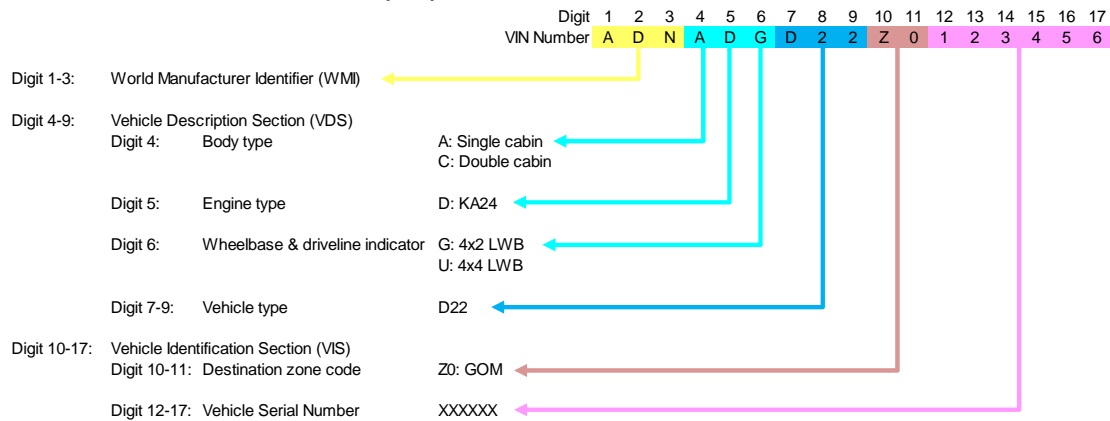 Digit 1 2 3 4 5 6 7 8 9 10 11 12 13 14 15 16 17
VIN Number A D N A D G D 2 2 Z 0 1 2 3 4 5 6
Digit 1-3: World Manufacturer Identifier (WMI)
Digit 4-9: Vehicle Description Section (VDS)
Digit 4: Body type A: Single cabin
C: Double cabin
Digit 5: Engine type D: KA24
Digit 6: Wheelbase & driveline indicator G: 4x2 LWB
U: 4x4 LWB
Digit 7-9: Vehicle type D22
Digit 10-17: Vehicle Identification Section (VIS)
Digit 10-11: Destination zone code Z0: GOM
Digit 12-17: Vehicle Serial Number XXXXXX